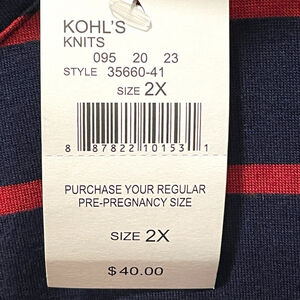 KOHL'S
KNITS
095 20 23
STYLE 35660-41
SIZE 2X
8 87822 10153 1
PURCHASE YOUR REGULAR
PRE-PREGNANCY SIZE
SIZE 2X
$40.00